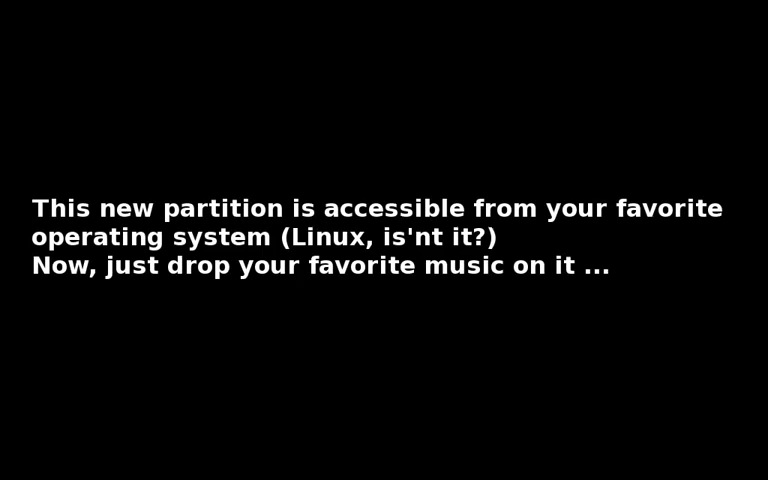 This new partition is accessible from your favorite
operating system (Linux, is'nt it?)
Now, just drop your favorite music on it ...